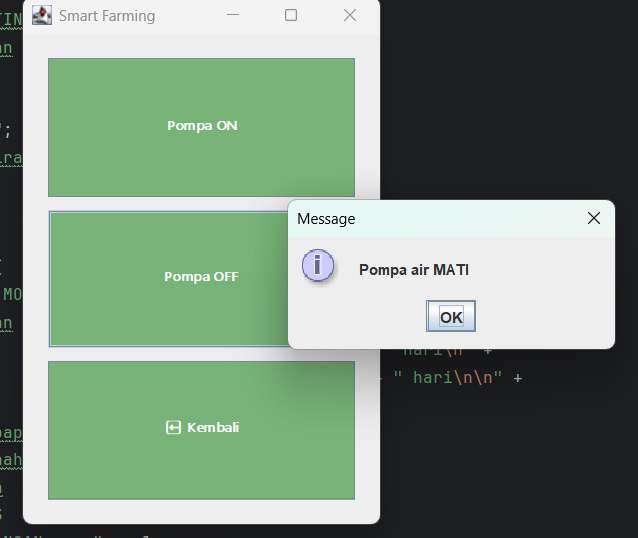 Smart Farming
Pompa ON
Pompa OFF
Kembali
Message
Pompa air MATI
OK
hari\n" +
" hari\n\n" +